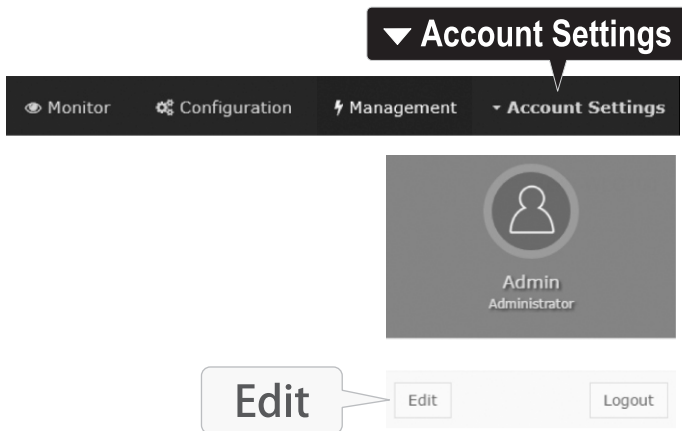 Account Settings
Monitor Configuration Management Account Settings
Admin
Administrator
Edit Edit Logout